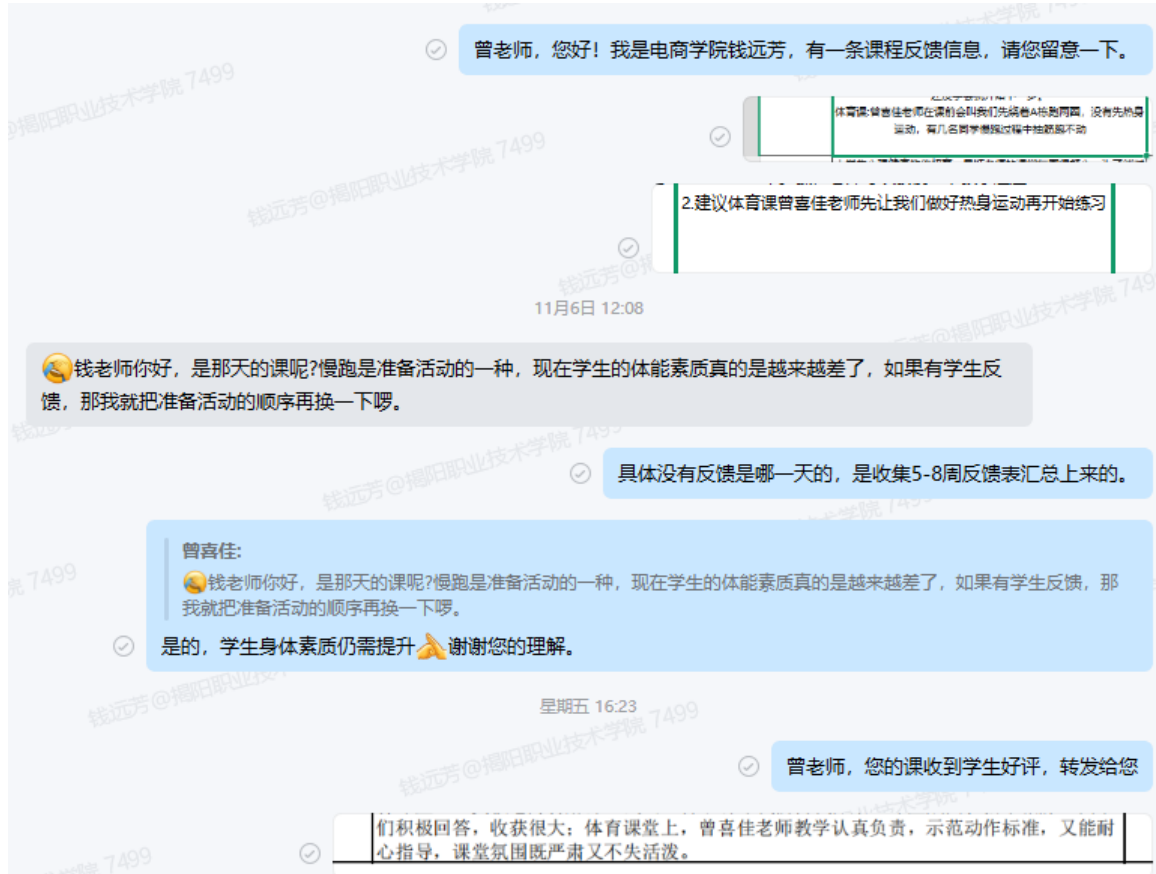 曾老师，您好！我是电商学院钱远芳，有一条课程反馈信息，请您留意一下。
体育课:曾喜佳老师在课前会叫我们先绕着A栋跑两圈，没有先热身
运动，有几名同学慢跑过程中抽筋跑不动
2.建议体育课曾喜佳老师先让我们做好热身运动再开始练习
11月6日 12:08
钱老师你好，是那天的课呢?慢跑是准备活动的一种，现在学生的体能素质真的是越来越差了，如果有学生反
馈，那我就把准备活动的顺序再换一下啰。
具体没有反馈是哪一天的，是收集5-8周反馈表汇总上来的。
曾喜佳:
钱老师你好，是那天的课呢?慢跑是准备活动的一种，现在学生的体能素质真的是越来越差了，如果有学生反馈，那
我就把准备活动的顺序再换一下啰。
是的，学生身体素质仍需提升谢谢您的理解。
星期五 16:23
曾老师，您的课收到学生好评，转发给您
们积极回答，收获很大；体育课堂上，曾喜佳老师教学认真负责，示范动作标准，又能耐
心指导，课堂氛围既严肃又不失活泼。
钱远芳@揭阳职业技术学院 7499